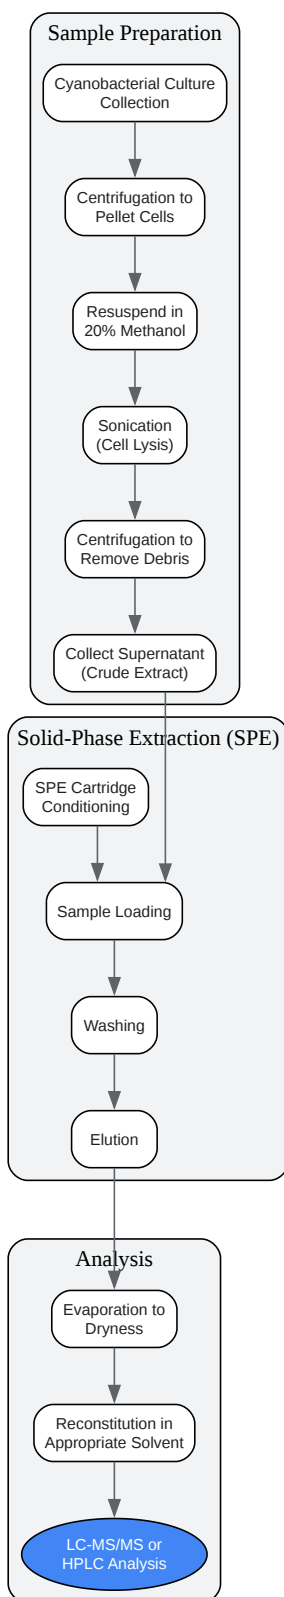 Sample Preparation
Cyanobacterial Culture
Collection
Centrifugation to
Pellet Cells
Resuspend in
20% Methanol
Sonication
(Cell Lysis)
Centrifugation to
Remove Debris
Collect Supernatant
(Crude Extract)
Solid-Phase Extraction (SPE)
SPE Cartridge
Conditioning
Sample Loading
Washing
Elution
Analysis
Evaporation to
Dryness
Reconstitution in
Appropriate Solvent
LC-MS/MS or
HPLC Analysis